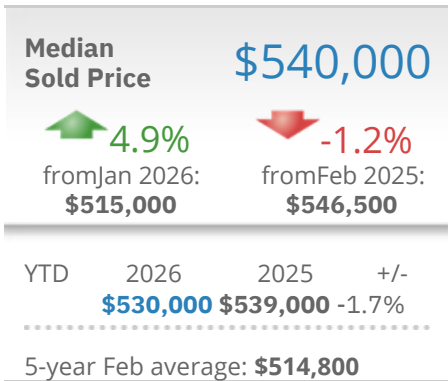 Median
Sold Price
$540,000
4.9%
-1.2%
fromJan 2026:
fromFeb 2025:
$515,000
$546,500
YTD 2026 2025 +/-
$530,000 $539,000 -1.7%
5-year Feb average: $514,800